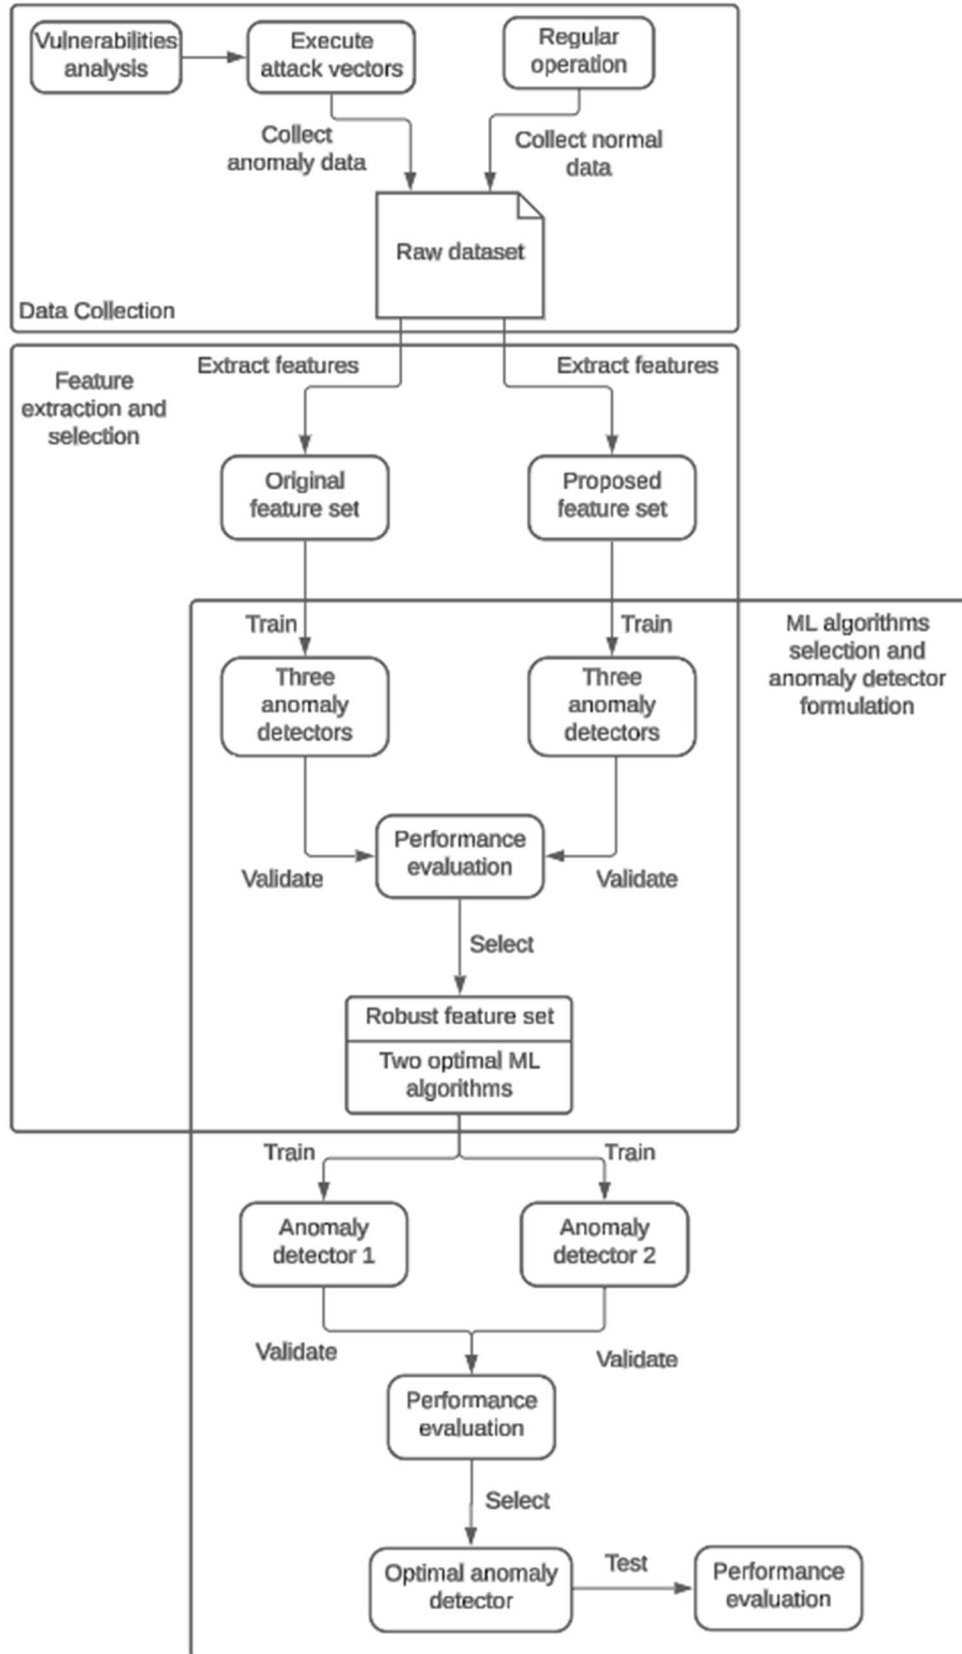 Vulnerabilities
analysis
Execute
attack vectors
Regular
operation
Collect
anomaly data
Collect normal
data
Raw dataset
Data Collection
Feature
extraction and
selection
Extract features
Extract features
Original
feature set
Proposed
feature set
Train
Train
ML algorithms
selection and
anomaly detector
formulation
Three
anomaly
detectors
Three
anomaly
detectors
Performance
evaluation
Validate
Validate
Select
Robust feature set
Two optimal ML
algorithms
Train
Train
Anomaly
detector 1
Anomaly
detector 2
Validate
Validate
Performance
evaluation
Select
Optimal anomaly
detector
Test
Performance
evaluation